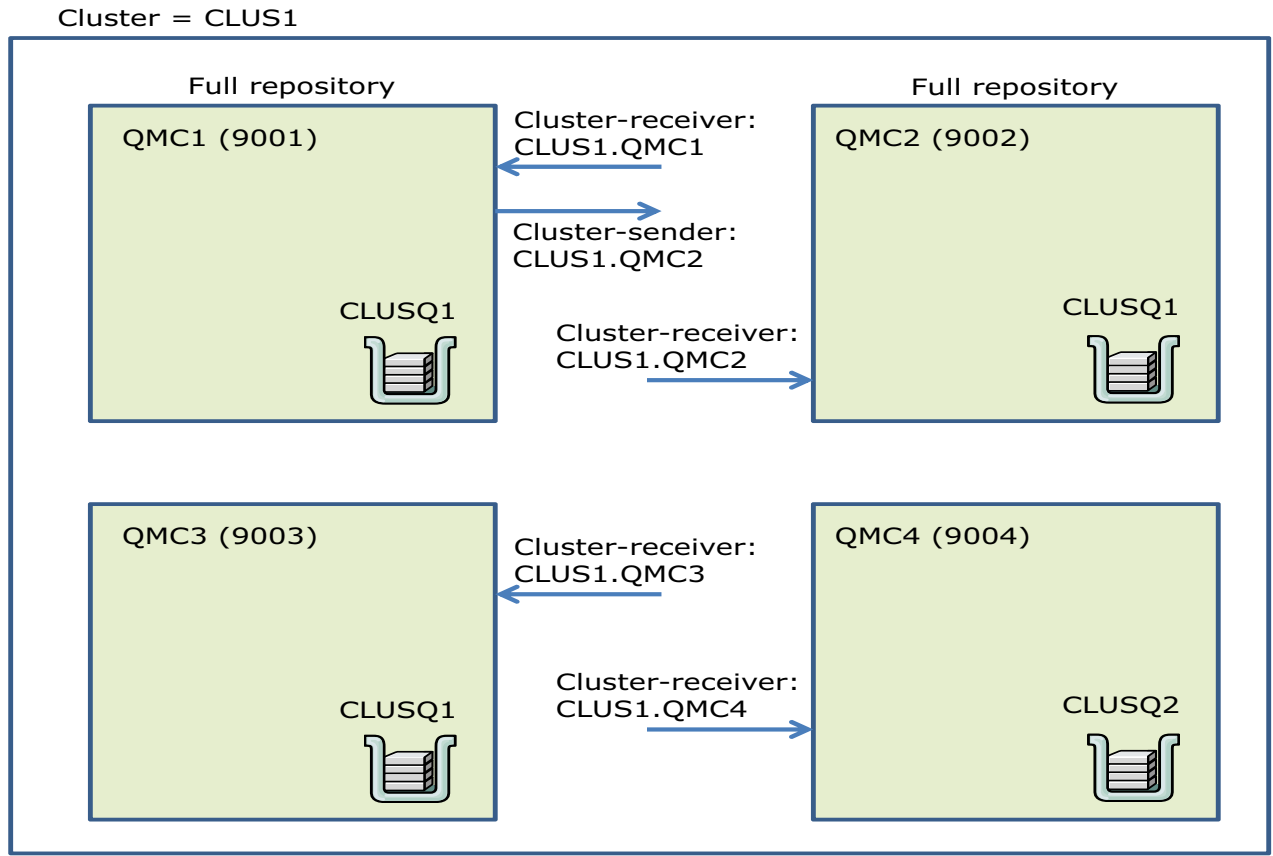 Cluster = CLUS1
Full repository
Full repository
QMC1 (9001)
Cluster-receiver:
CLUS1.QMC1
QMC2 (9002)
Cluster-sender:
CLUS1.QMC2
CLUSQ1
Cluster-receiver:
CLUS1.QMC2
CLUSQ1
QMC3 (9003)
Cluster-receiver:
CLUS1.QMC3
QMC4 (9004)
CLUSQ1
Cluster-receiver:
CLUS1.QMC4
CLUSQ2